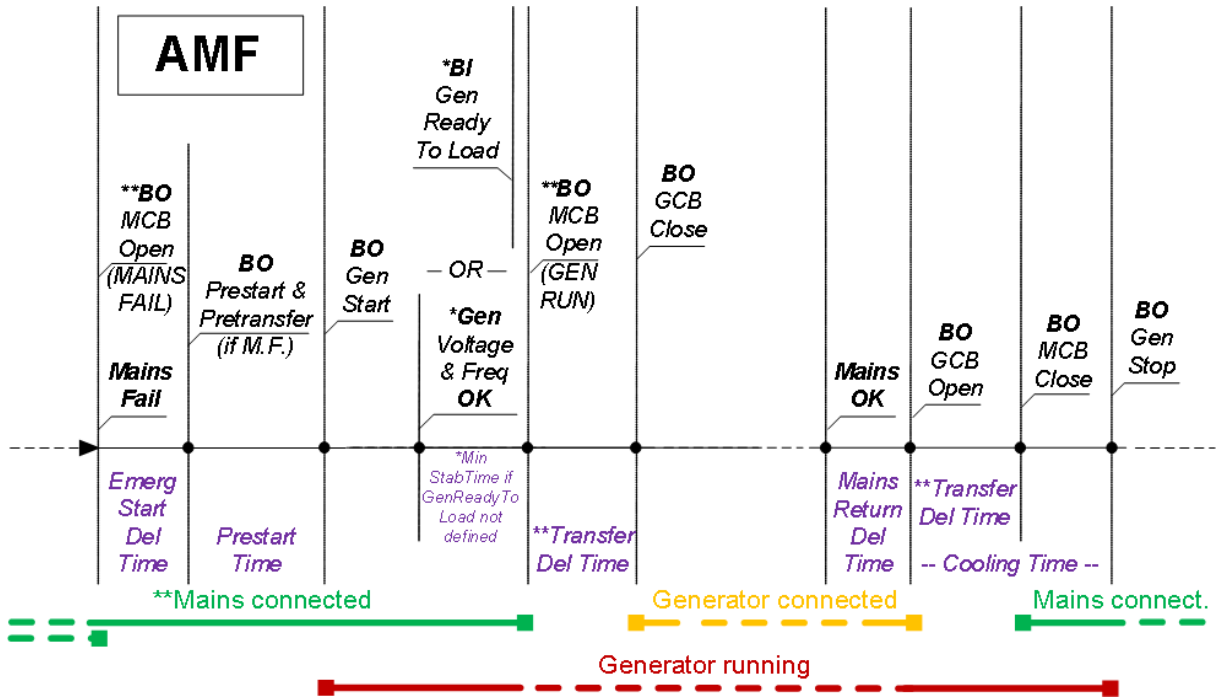 AMF
**BO
MCB
Open
(MAINS
FAIL)
Mains
Fail
BO
Prestart &
Pretransfer
(if M.F.)
BO
Gen
Start
*BI
Gen
Ready
To Load
— OR —
*Gen
Voltage
& Freq
OK
**BO
MCB
Open
(GEN
RUN)
BO
GCB
Close
Mains
OK
BO
GCB
Open
BO
MCB
Close
BO
Gen
Stop
Emerg
Start
Del
Time
Prestart
Time
*Min
StabTime if
GenReadyTo
Load not
defined
**Transfer
Del Time
Mains
Return
Del
Time
**Transfer
Del Time
-- Cooling Time --
**Mains connected
Generator connected
Mains connect.
Generator running